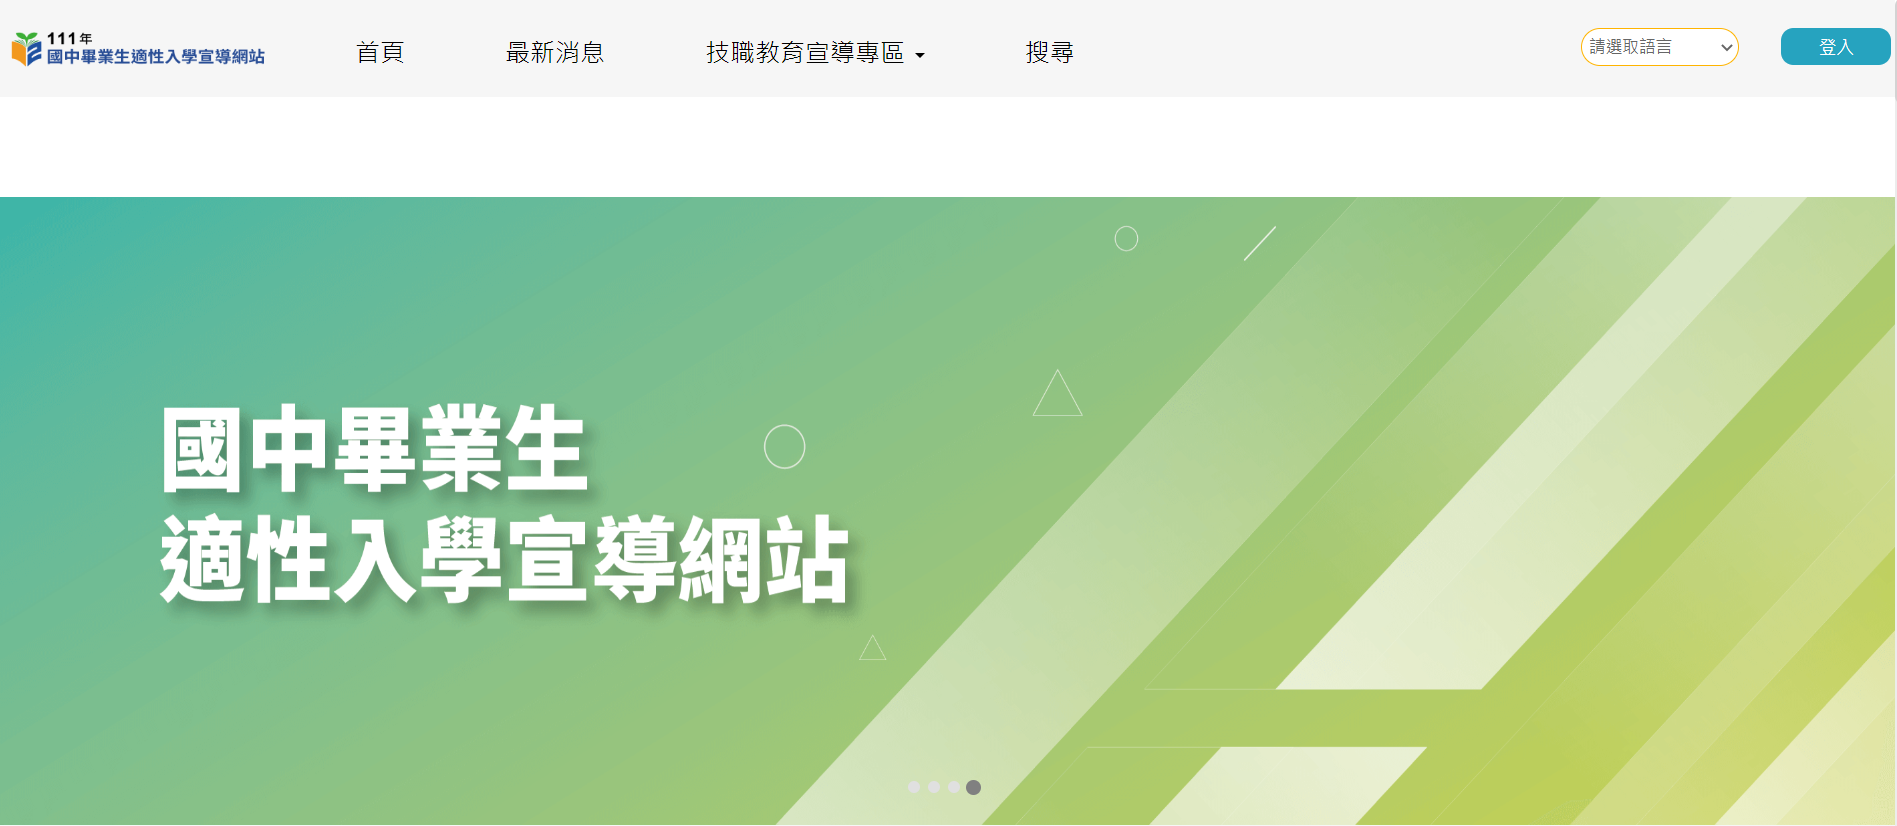 111年
國中畢業生適性入學宣導網站
首頁
最新消息
技職教育宣導專區
搜尋
請選取語言
登入
國中畢業生
適性入學宣導網站